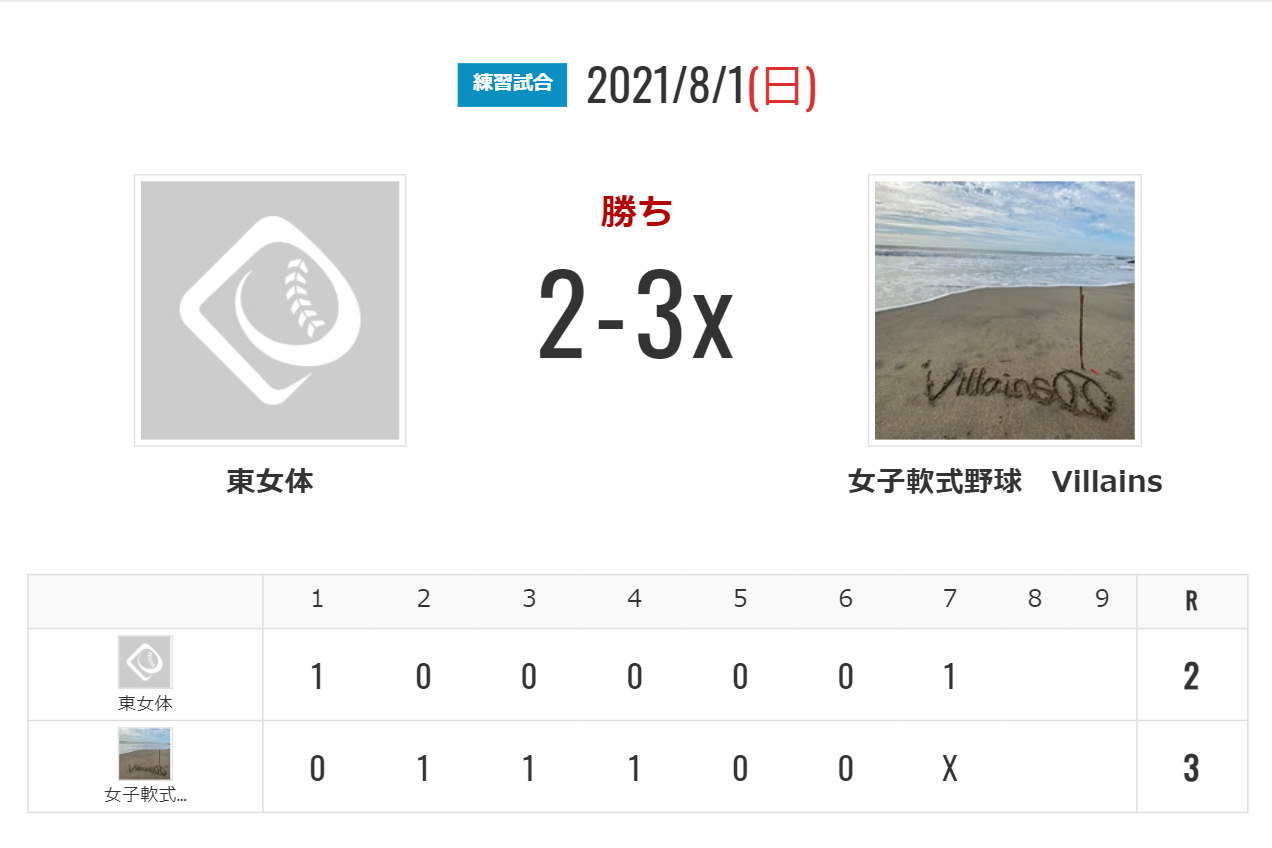 練習試合 2021/8/1(日)
勝ち
2-3x
Villains
東女体
女子軟式野球　Villains
1 2 3 4 5 6 7 8 9 R
1 0 0 0 0 0 1 2
東女体
0 1 1 1 0 0 X 3
女子軟式...